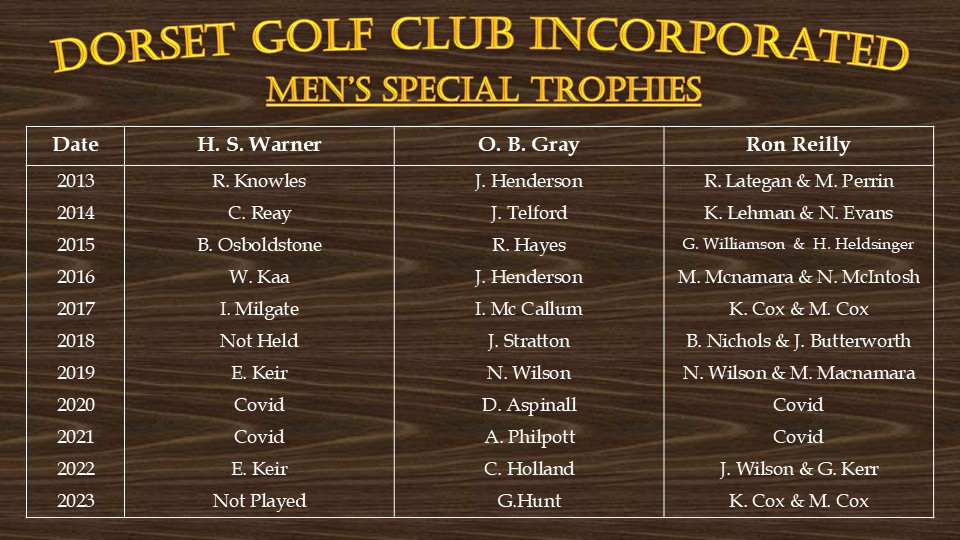 DORSET GOLF CLUB INCORPORATED
MEN'S SPECIAL TROPHIES
Date H. S. Warner O. B. Gray Ron Reilly
2013 R. Knowles J. Henderson R. Lategan & M. Perrin
2014 C. Reay J. Telford K. Lehman & N. Evans
2015 B. Osboldstone R. Hayes G. Williamson & H. Heldsinger
2016 W. Kaa J. Henderson M. Mcnamara & N. McIntosh
2017 I. Milgate I. Mc Callum K. Cox & M. Cox
2018 Not Held J. Stratton B. Nichols & J. Butterworth
2019 E. Keir N. Wilson N. Wilson & M. Macnamara
2020 Covid D. Aspinall Covid
2021 Covid A. Philpott Covid
2022 E. Keir C. Holland J. Wilson & G. Kerr
2023 Not Played G.Hunt K. Cox & M. Cox